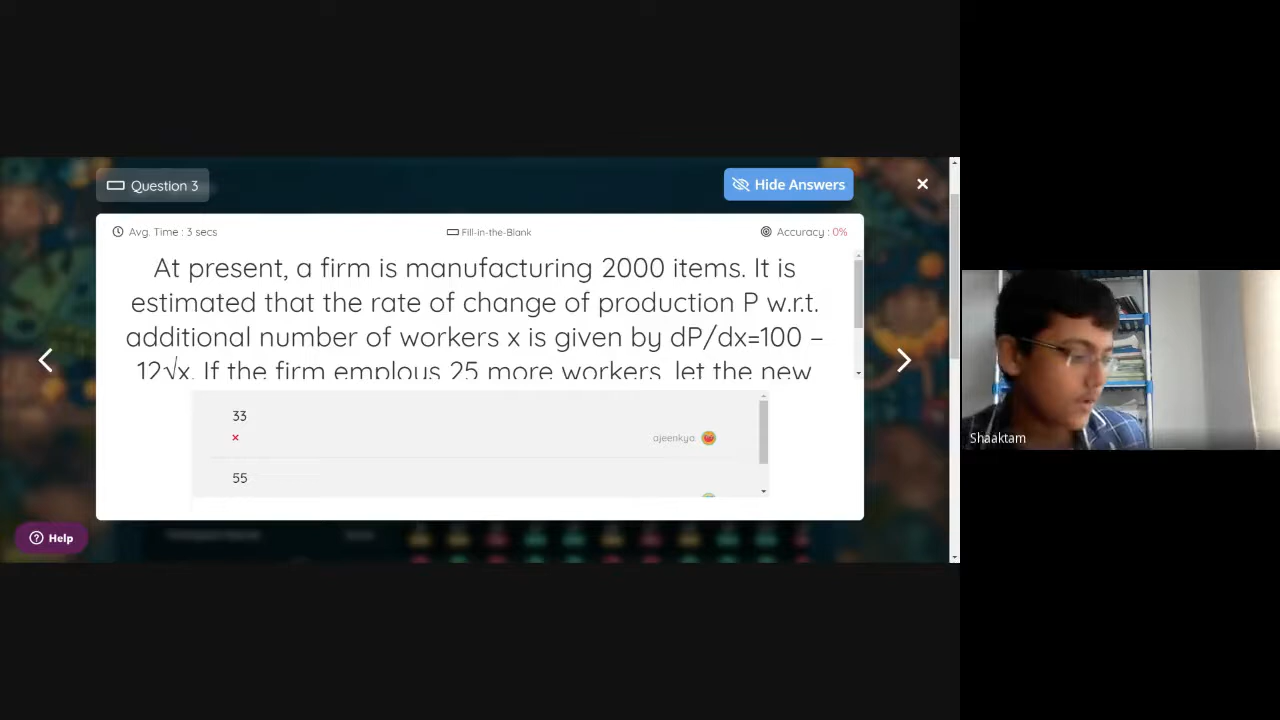 Question 3
Hide Answers
Avg. Time : 3 secs
Fill-in-the-Blank
Accuracy : 0%
At present, a firm is manufacturing 2000 items. It is
estimated that the rate of change of production P w.r.t.
additional number of workers x is given by dP/dx=100 –
12√x. If the firm employs 25 more workers, let the new
33
×
ajeenkya
55
Help
Shaaktam